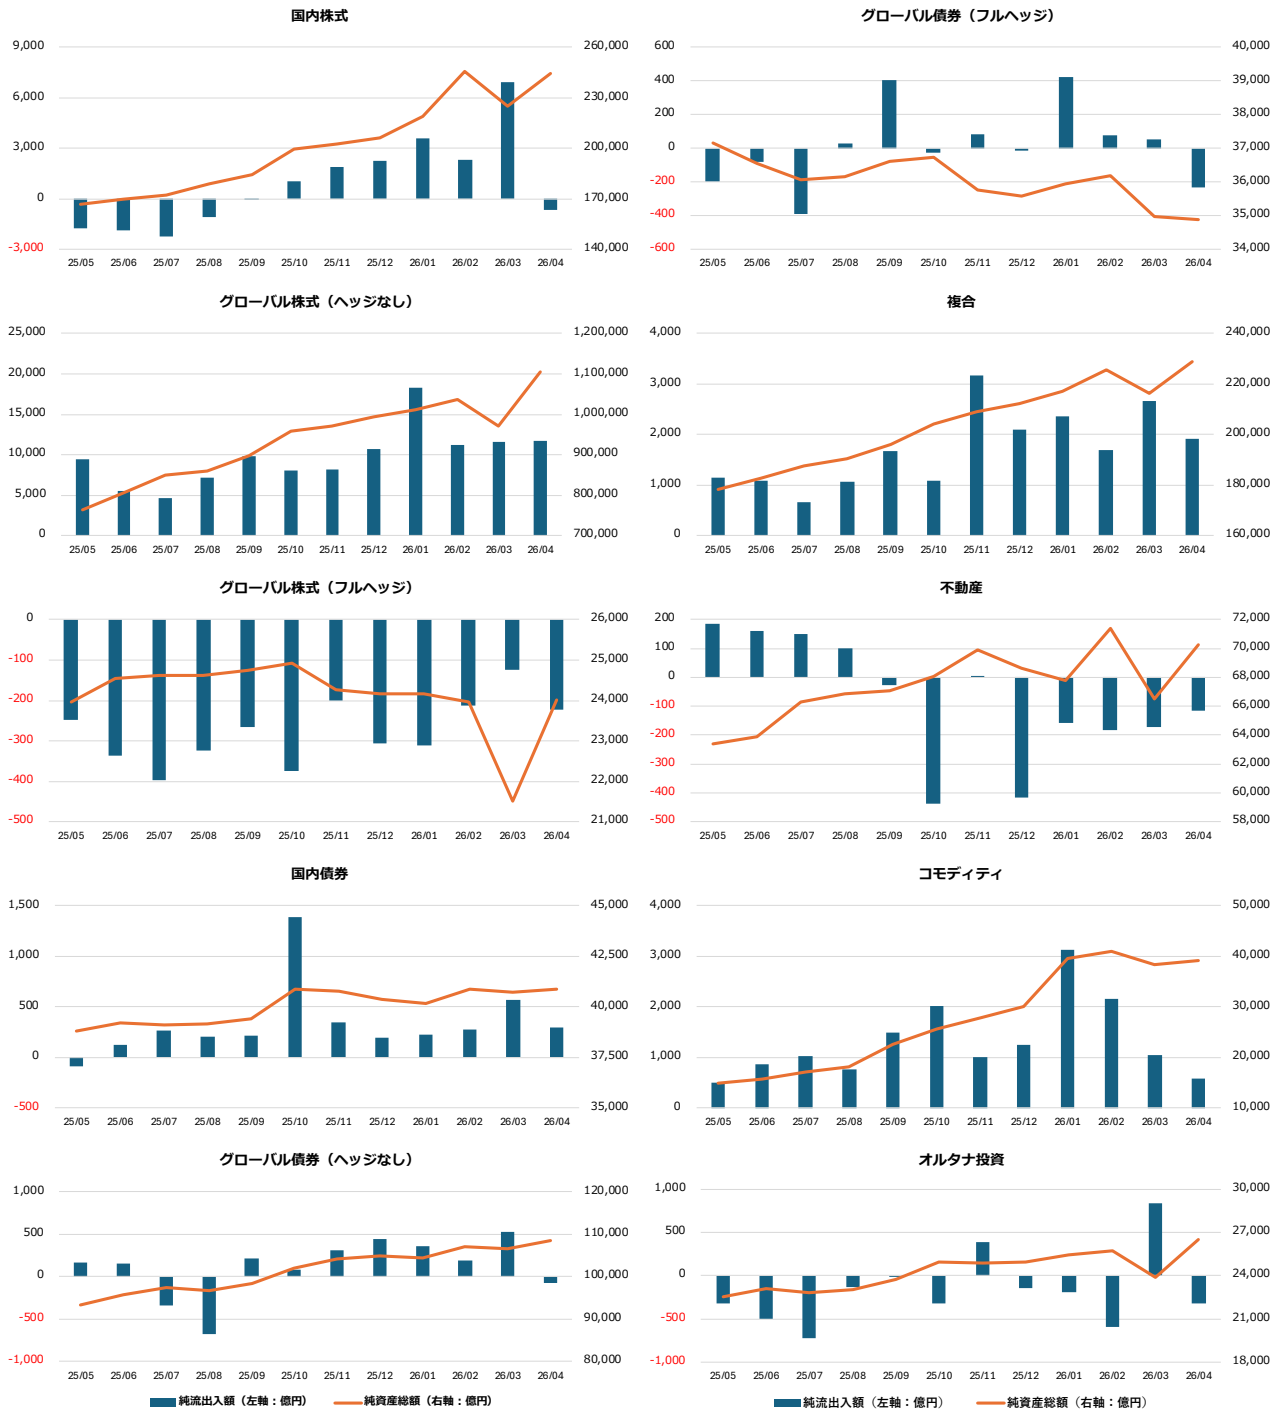 国内株式
9,000 260,000
6,000 230,000
3,000 200,000
0 170,000
-3,000 140,000
25/05 25/06 25/07 25/08 25/09 25/10 25/11 25/12 26/01 26/02 26/03 26/04
グローバル債券（フルヘッジ）
600 40,000
400 39,000
200 38,000
0 37,000
-200 36,000
-400 35,000
-600 34,000
25/05 25/06 25/07 25/08 25/09 25/10 25/11 25/12 26/01 26/02 26/03 26/04
グローバル株式（ヘッジなし）
25,000 1,200,000
20,000 1,100,000
15,000 1,000,000
10,000 900,000
5,000 800,000
0 700,000
25/05 25/06 25/07 25/08 25/09 25/10 25/11 25/12 26/01 26/02 26/03 26/04
複合
4,000 240,000
3,000 220,000
2,000 200,000
1,000 180,000
0 160,000
25/05 25/06 25/07 25/08 25/09 25/10 25/11 25/12 26/01 26/02 26/03 26/04
グローバル株式（フルヘッジ）
0 26,000
-100 25,000
-200 24,000
-300 23,000
-400 22,000
-500 21,000
25/05 25/06 25/07 25/08 25/09 25/10 25/11 25/12 26/01 26/02 26/03 26/04
不動産
200 72,000
100 70,000
0 68,000
-100 66,000
-200 64,000
-300 62,000
-400 60,000
-500 58,000
25/05 25/06 25/07 25/08 25/09 25/10 25/11 25/12 26/01 26/02 26/03 26/04
国内債券
1,500 45,000
1,000 42,500
500 40,000
0 37,500
-500 35,000
25/05 25/06 25/07 25/08 25/09 25/10 25/11 25/12 26/01 26/02 26/03 26/04
コモディティ
4,000 50,000
3,000 40,000
2,000 30,000
1,000 20,000
0 10,000
25/05 25/06 25/07 25/08 25/09 25/10 25/11 25/12 26/01 26/02 26/03 26/04
グローバル債券（ヘッジなし）
1,000 120,000
500 110,000
0 100,000
-500 90,000
-1,000 80,000
25/05 25/06 25/07 25/08 25/09 25/10 25/11 25/12 26/01 26/02 26/03 26/04
純流出入額（左軸：億円） 純資産総額（右軸：億円）
オルタナ投資
1,000 30,000
500 27,000
0 24,000
-500 21,000
-1,000 18,000
25/05 25/06 25/07 25/08 25/09 25/10 25/11 25/12 26/01 26/02 26/03 26/04
純流出入額（左軸：億円） 純資産総額（右軸：億円）